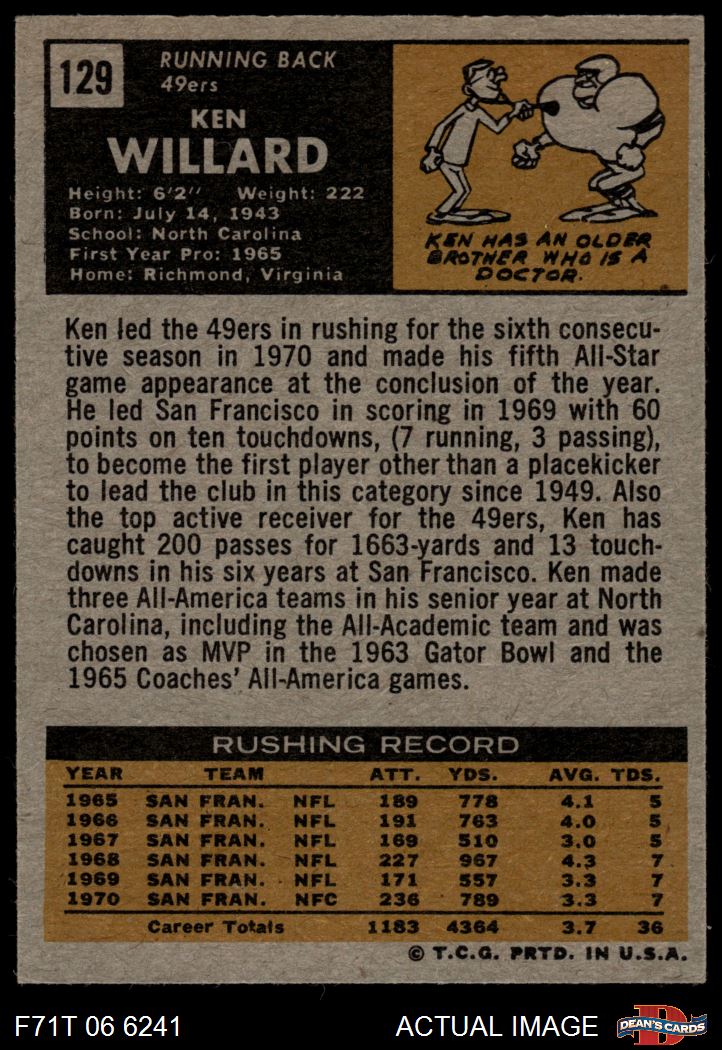 129
RUNNING BACK
49ers
KEN
WILLARD
Height: 6'2" Weight: 222
Born: July 14, 1943
School: North Carolina
First Year Pro: 1965
Home: Richmond, Virginia
KEN HAS AN OLDER
BROTHER WHO IS A
DOCTOR.
Ken led the 49ers in rushing for the sixth consecu-
tive season in 1970 and made his fifth All-Star
game appearance at the conclusion of the year.
He led San Francisco in scoring in 1969 with 60
points on ten touchdowns, (7 running, 3 passing),
to become the first player other than a placekicker
to lead the club in this category since 1949. Also
the top active receiver for the 49ers, Ken has
caught 200 passes for 1663-yards and 13 touch-
downs in his six years at San Francisco. Ken made
three All-America teams in his senior year at North
Carolina, including the All-Academic team and was
chosen as MVP in the 1963 Gator Bowl and the
1965 Coaches' All-America games.
RUSHING RECORD
YEAR TEAM ATT. YDS. AVG. TDS.
1965 SAN FRAN. NFL 189 778 4.1 5
1966 SAN FRAN. NFL 191 763 4.0 5
1967 SAN FRAN. NFL 169 510 3.0 5
1968 SAN FRAN. NFL 227 967 4.3 7
1969 SAN FRAN. NFL 171 557 3.3 7
1970 SAN FRAN. NFC 236 789 3.3 7
Career Totals 1183 4364 3.7 36
© T.C.G. PRTD. IN U.S.A.
F71T 06 6241 ACTUAL IMAGE D DEAN'S CARDS